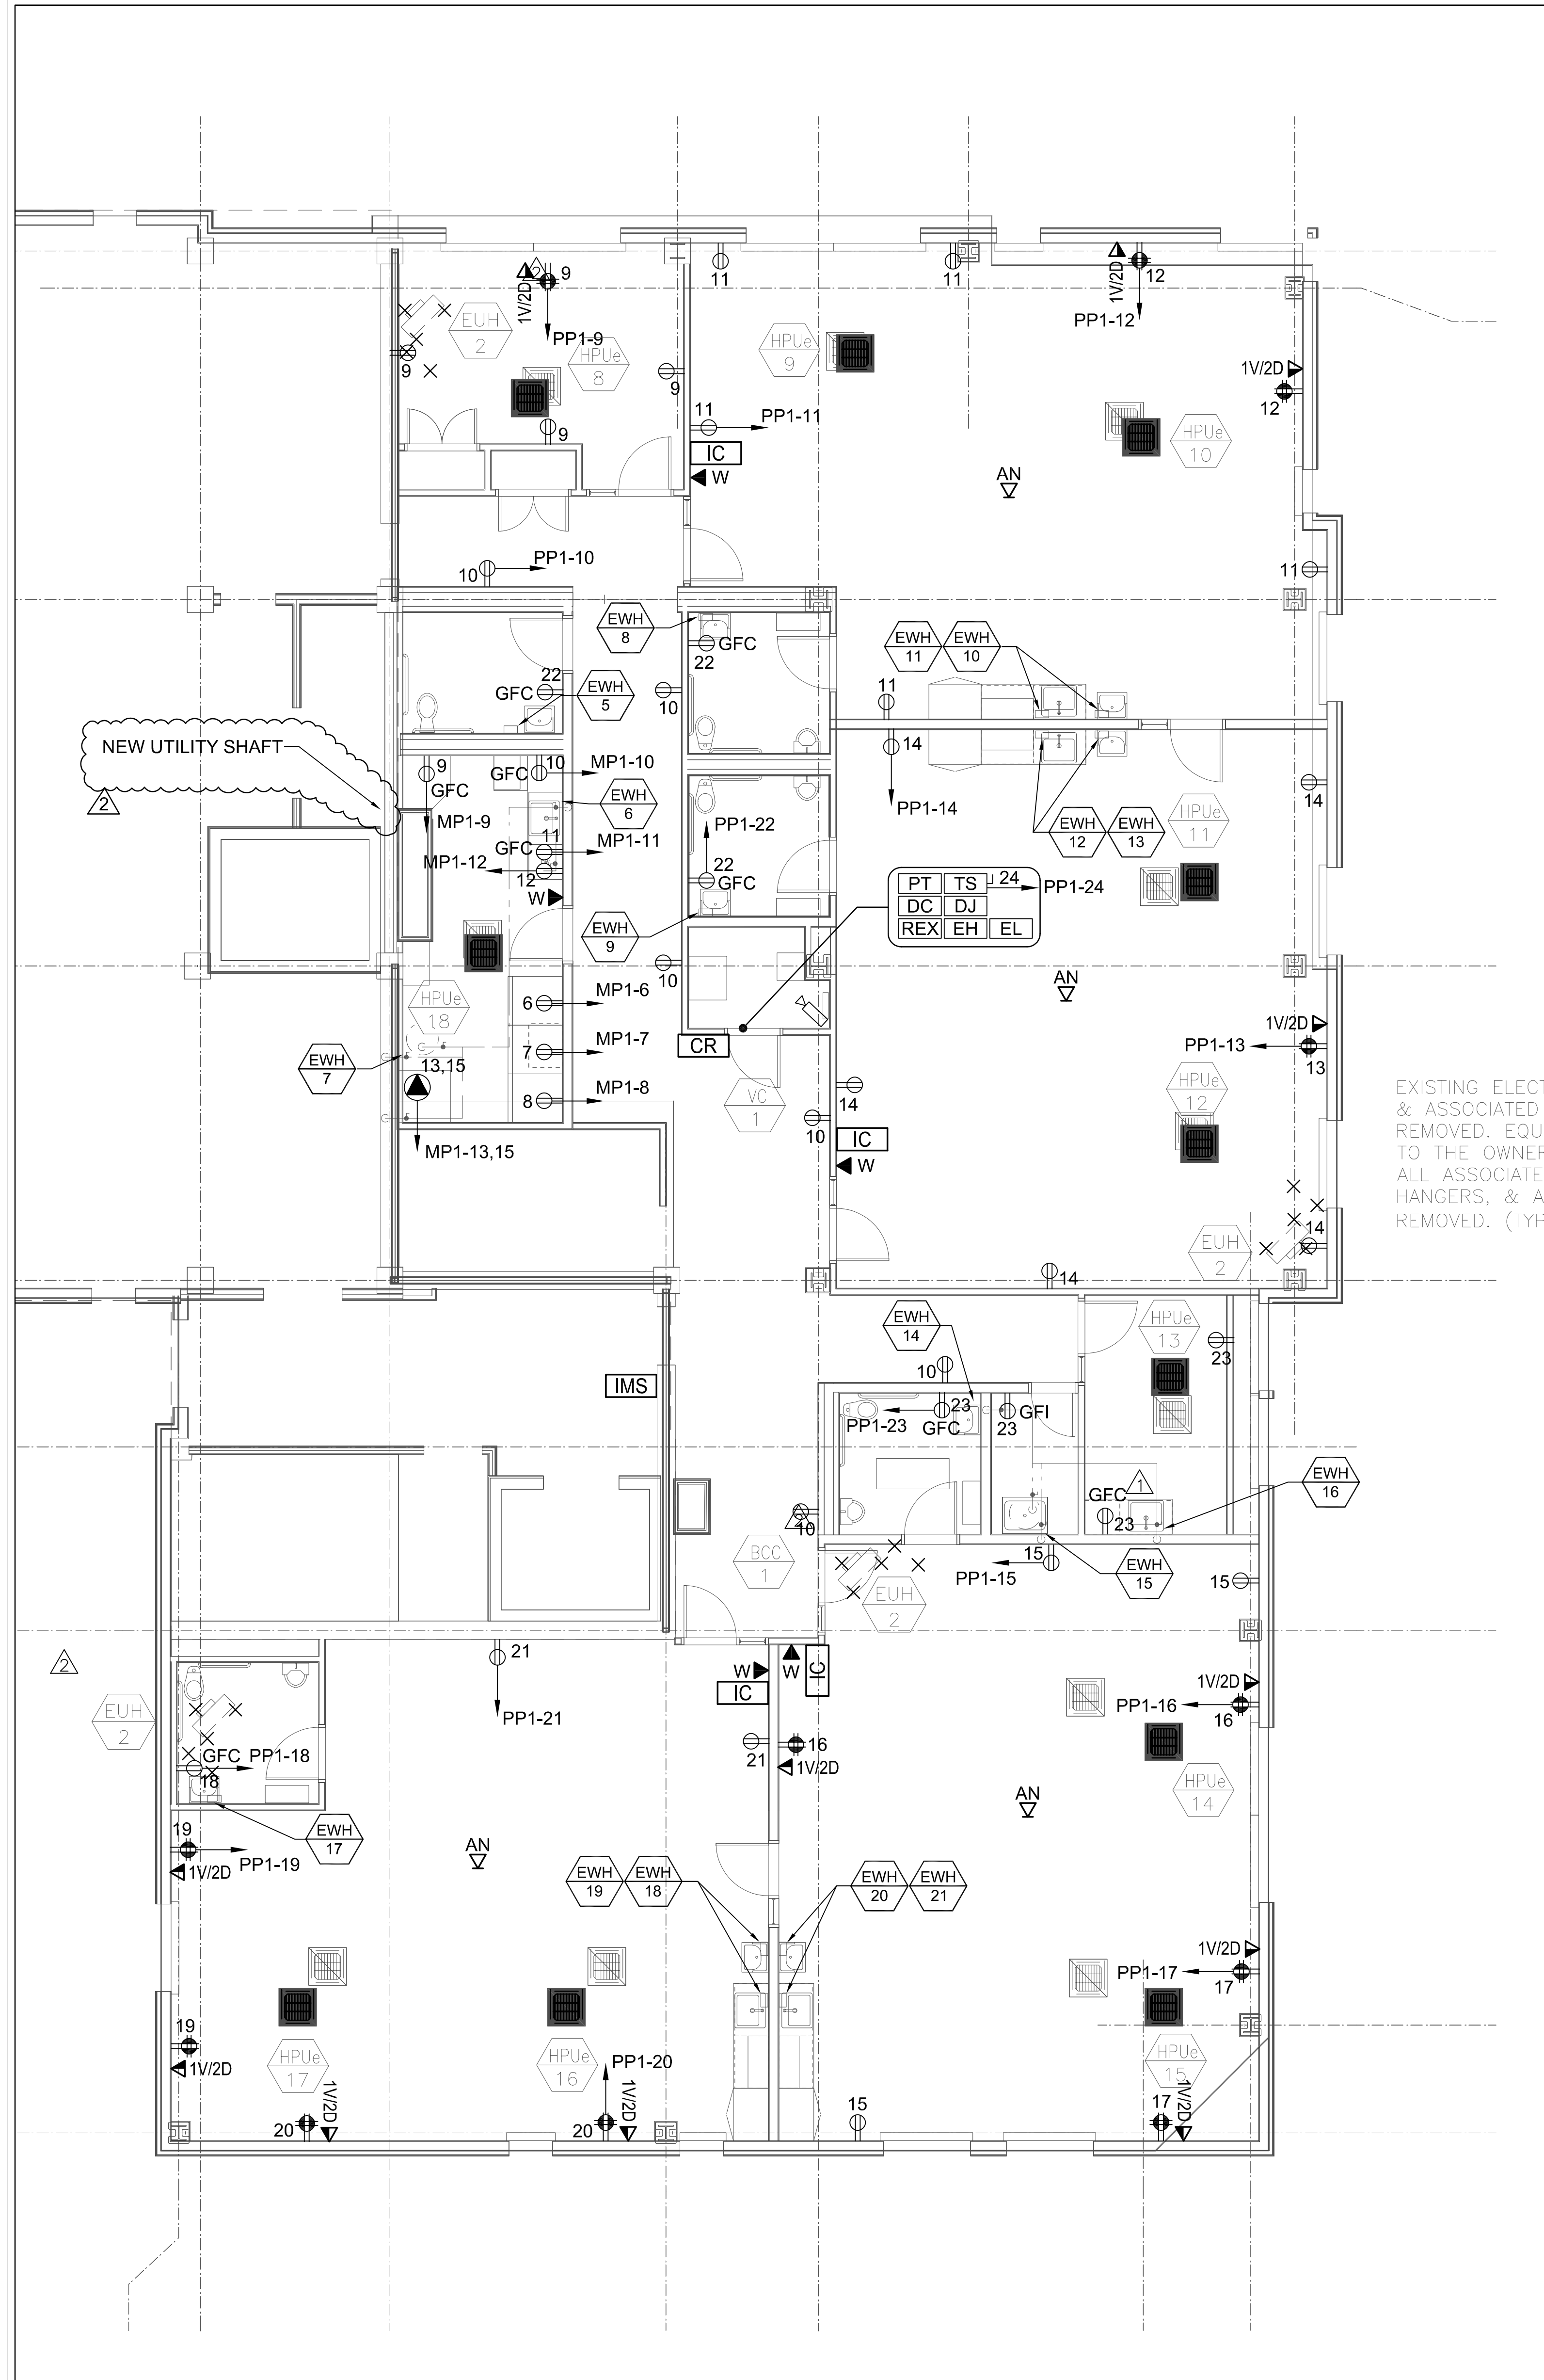 11
11
12
1V/2D
PP1-12
2
9
1V/2D
PP1-9
EUH
2
HPUe
8
HPUe
9
9
9
9
1V/2D
12
11
PP1-11
IC
W
HPUe
10
AN
PP1-10
10
11
EWH
8
GFC
22
EWH
11
EWH
10
22
GFC
EWH
5
10
11
NEW UTILITY SHAFT
2
14
PP1-14
14
9
GFC
MP1-9
GFC
10
MP1-10
EWH
6
11
MP1-11
GFC
MP1-12
12
W
PP1-22
22
GFC
EWH
9
EWH
12
EWH
13
HPUe
11
PT
TS
J
24
PP1-24
DC
DJ
REX
EH
EL
10
AN
HPUe
18
6
MP1-6
7
MP1-7
8
MP1-8
CR
EWH
7
13,15
MP1-13,15
VC
1
14
10
IC
W
1V/2D
PP1-13
13
HPUe
12
EXISTING ELECT
& ASSOCIATED
REMOVED. EQU
TO THE OWNER
ALL ASSOCIATE
HANGERS, & A
REMOVED. (TYP
14
EUH
2
14
EWH
14
HPUe
13
23
10
IMS
PP1-23
23
GFC
23
GFI
GFC
1
23
EWH
16
2
10
BCC
1
15
PP1-15
EWH
15
15
EUH
2
2
EUH
2
21
PP1-21
W
IC
W
IC
1V/2D
PP1-16
16
GFC
PP1-18
18
21
16
1V/2D
HPUe
14
EWH
17
19
PP1-19
1V/2D
AN
AN
EWH
19
EWH
18
EWH
20
EWH
21
1V/2D
PP1-17
17
19
1V/2D
HPUe
17
HPUe
16
PP1-20
HPUe
15
1V/2D
20
1V/2D
20
15
17
1V/2D